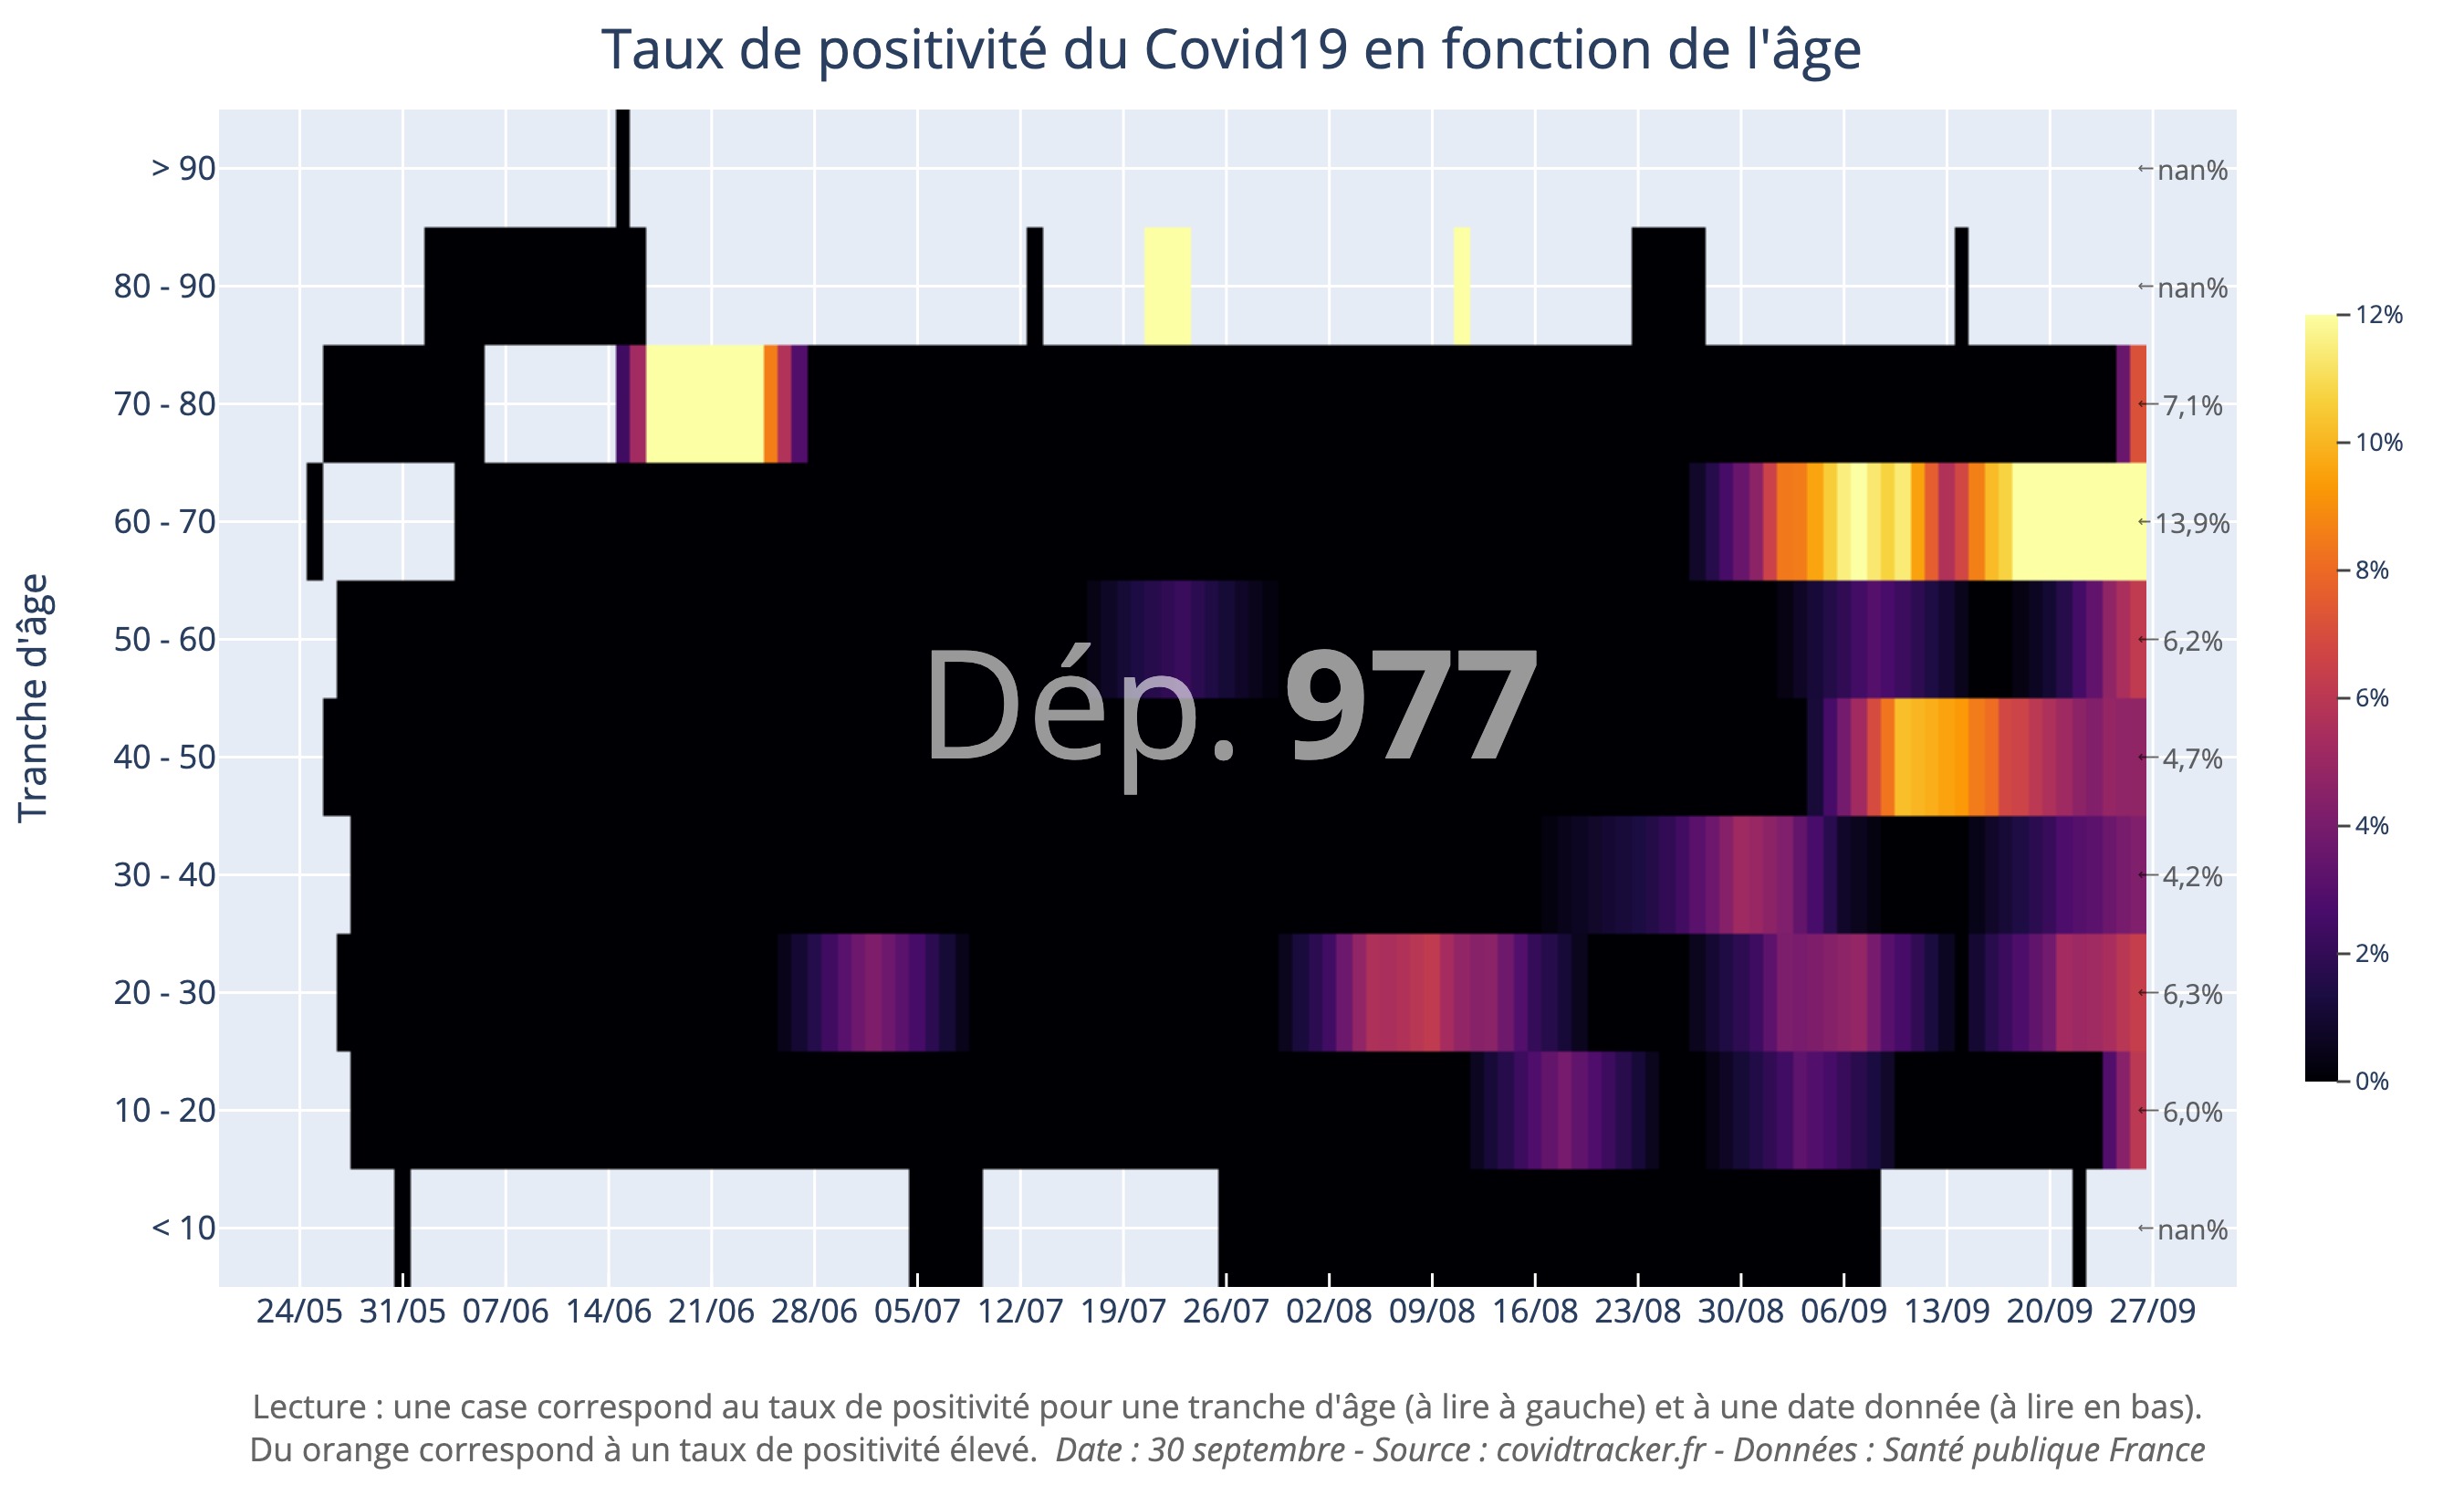 Taux de positivité du Covid19 en fonction de l'âge
Tranche d'âge
> 90
80 - 90
70 - 80
60 - 70
50 - 60
40 - 50
30 - 40
20 - 30
10 - 20
< 10
Dép. 977
←nan%
←nan%
←7,1%
←13,9%
←6,2%
←4,7%
←4,2%
←6,3%
←6,0%
←nan%
12%
10%
8%
6%
4%
2%
0%
24/05 31/05 07/06 14/06 21/06 28/06 05/07 12/07 19/07 26/07 02/08 09/08 16/08 23/08 30/08 06/09 13/09 20/09 27/09
Lecture : une case correspond au taux de positivité pour une tranche d'âge (à lire à gauche) et à une date donnée (à lire en bas).
Du orange correspond à un taux de positivité élevé. Date : 30 septembre - Source : covidtracker.fr - Données : Santé publique France